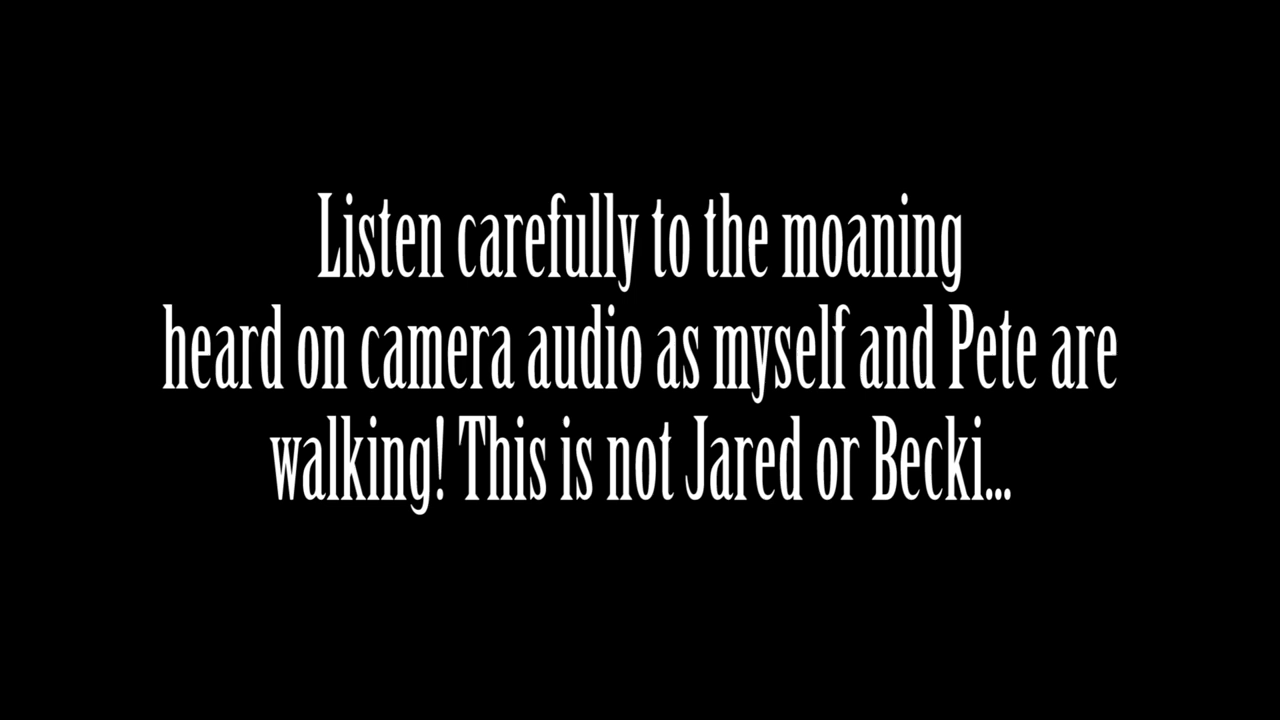 Listen carefully to the moaning
heard on camera audio as myself and Pete are
walking! This is not Jared or Becki...